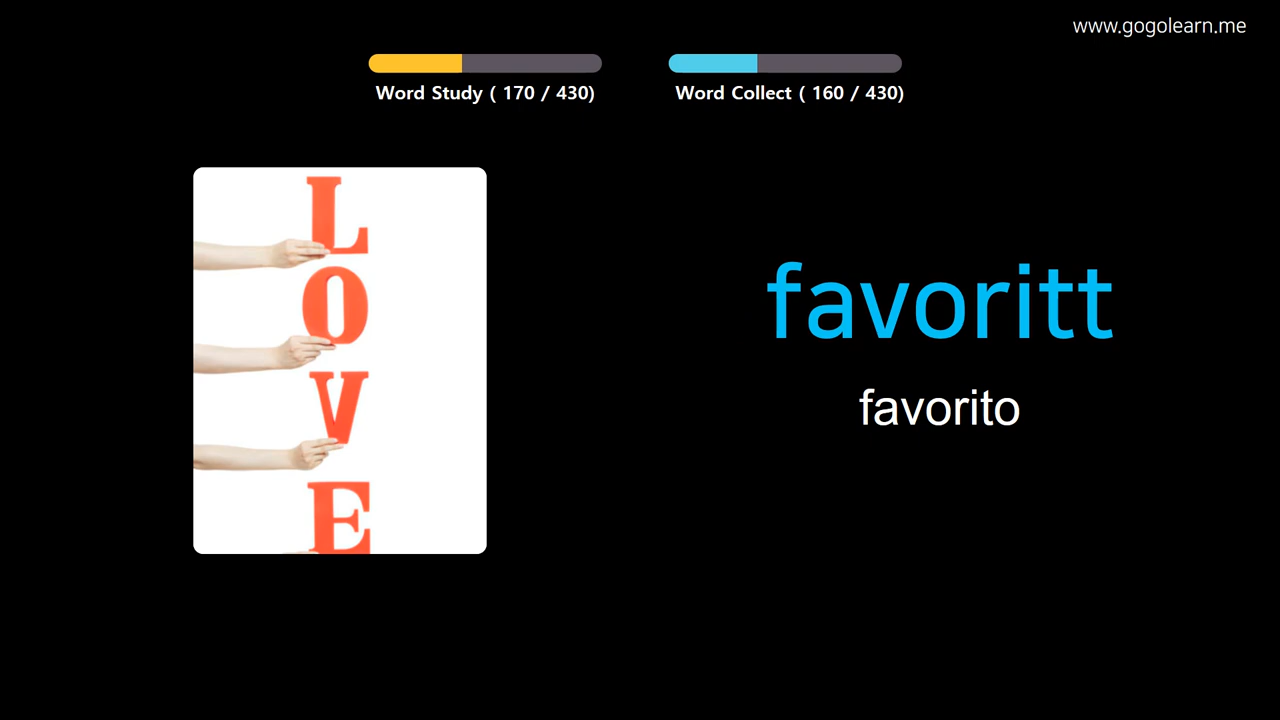 www.gogolearn.me
Word Study ( 170 / 430)
Word Collect ( 160 / 430)
L
O
V
E
favoritt
favorito